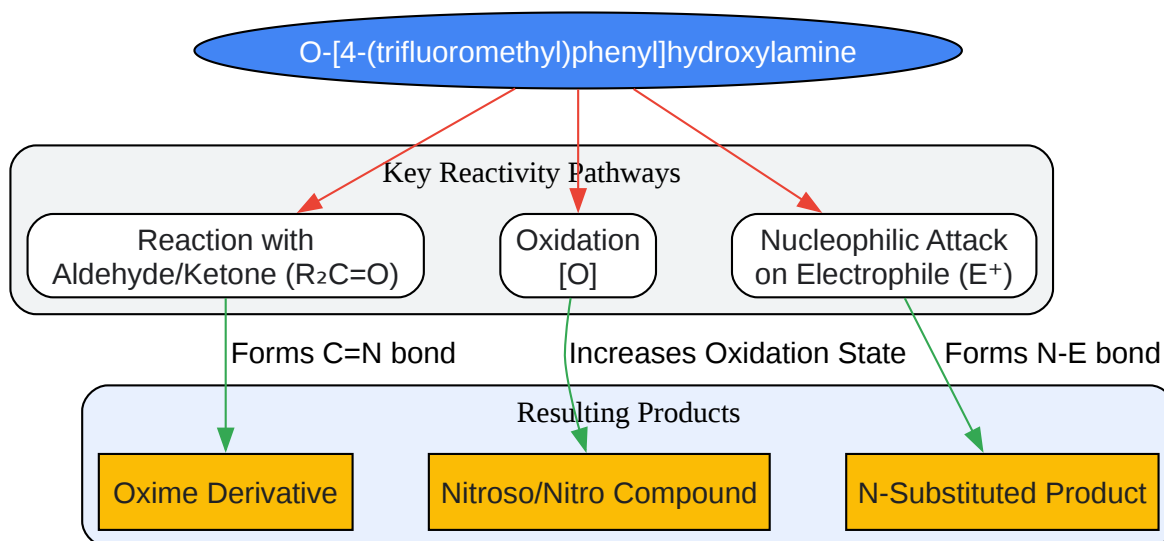 O-[4-(trifluoromethyl)phenyl]hydroxylamine
Key Reactivity Pathways
Reaction with
Aldehyde/Ketone (R₂C=O)
Oxidation
[O]
Nucleophilic Attack
on Electrophile (E⁺)
Forms C=N bond
Increases Oxidation State
Forms N-E bond
Resulting Products
Oxime Derivative
Nitroso/Nitro Compound
N-Substituted Product